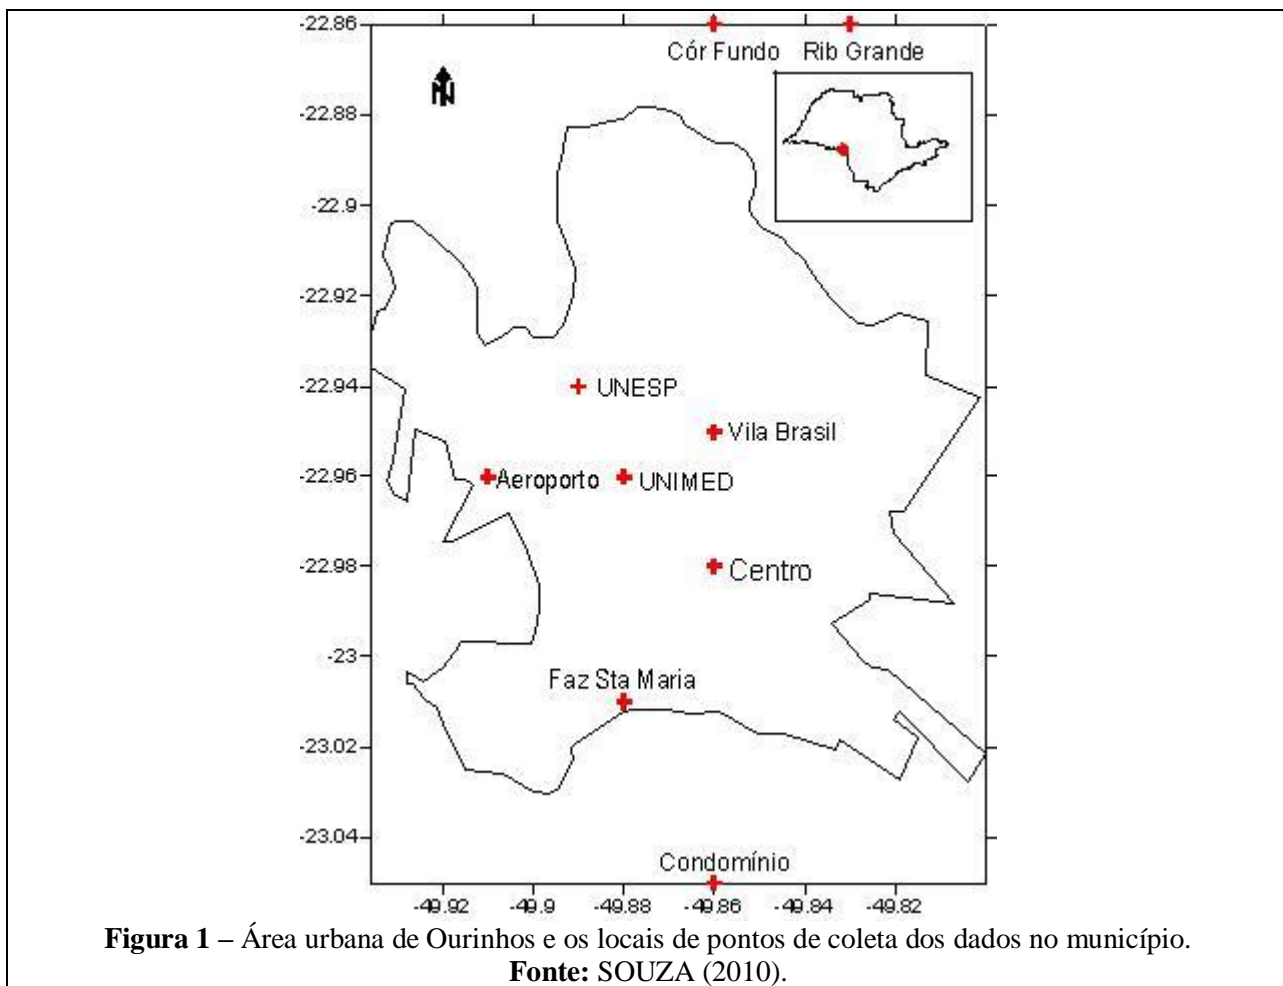 -22.86
Cór Fundo Rib Grande
N
-22.88
-22.9
-22.92
-22.94
UNESP
Vila Brasil
-22.96
Aeroporto
UNIMED
-22.98
Centro
-23
Faz Sta Maria
-23.02
-23.04
Condomínio
-49.92 -49.9 -49.88 -49.86 -49.84 -49.82
Figura 1 – Área urbana de Ourinhos e os locais de pontos de coleta dos dados no município.
Fonte: SOUZA (2010).